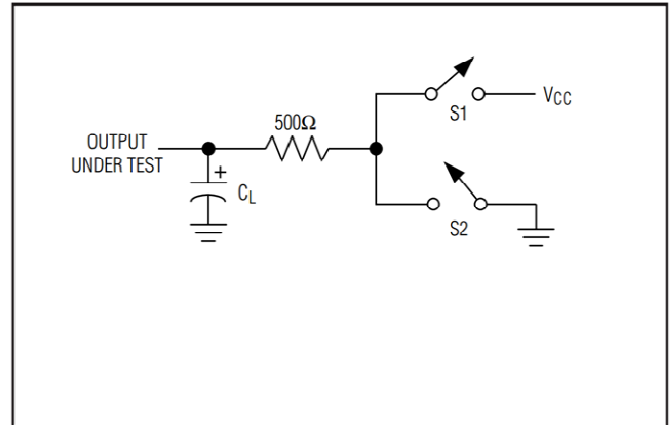 500Ω
S1
VCC
OUTPUT
UNDER TEST
+
CL
S2